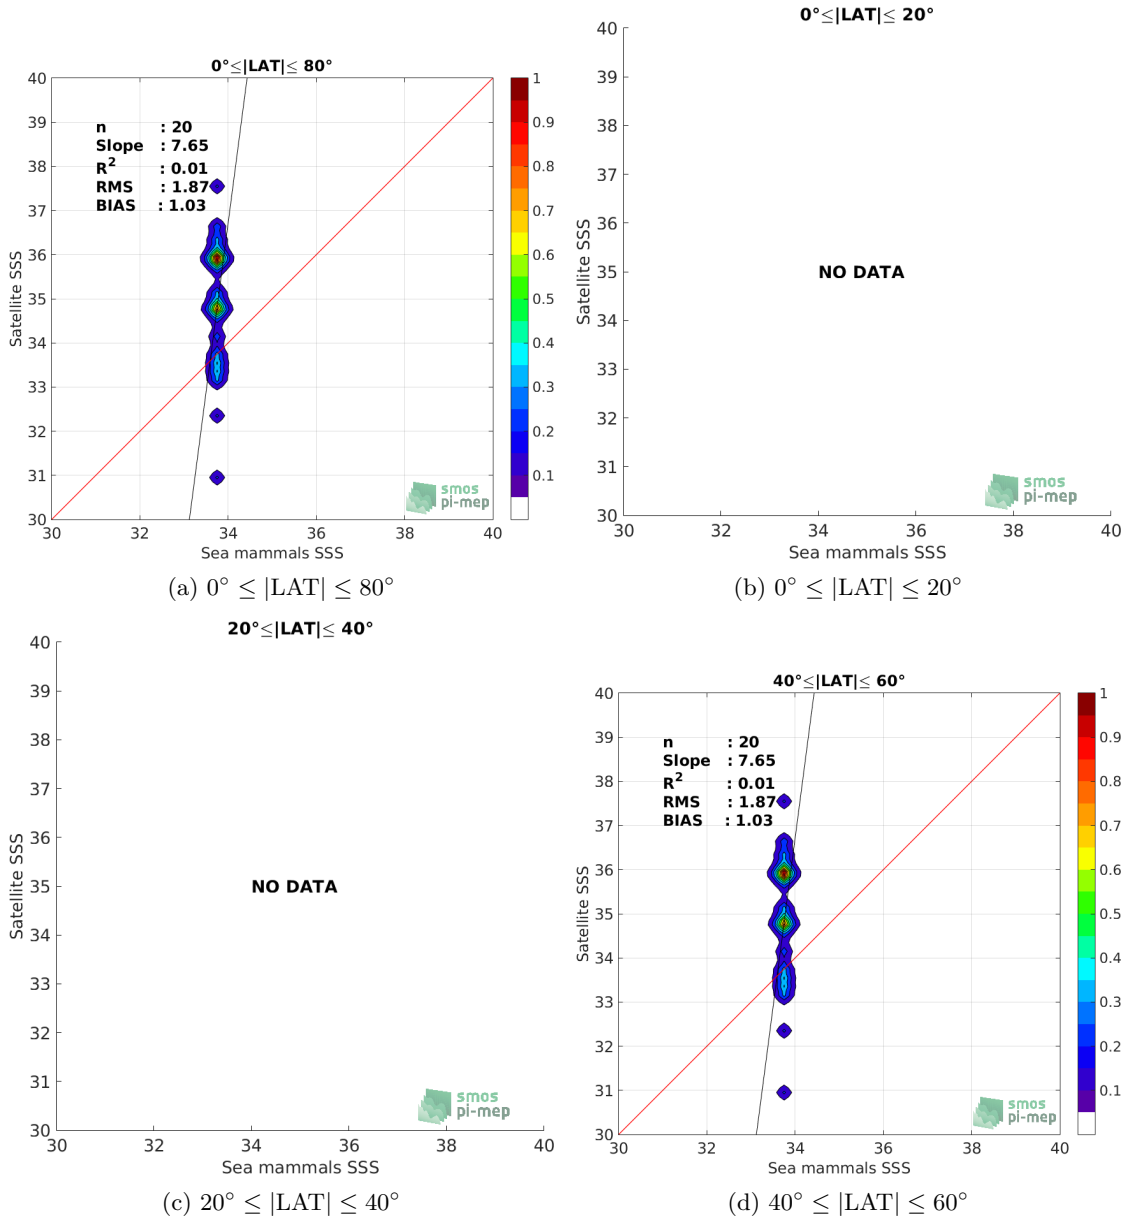 0°≤|LAT|≤ 80°
40
39
38
37
36
35
34
33
32
31
30
Satellite SSS
n : 20
Slope : 7.65
R² : 0.01
RMS : 1.87
BIAS : 1.03
smos
pi-mep
30 32 34 36 38 40
Sea mammals SSS
1
0.9
0.8
0.7
0.6
0.5
0.4
0.3
0.2
0.1
(a) 0° ≤ |LAT| ≤ 80°
0°≤|LAT|≤ 20°
40
39
38
37
36
35
34
33
32
31
30
Satellite SSS
NO DATA
smos
pi-mep
30 32 34 36 38 40
Sea mammals SSS
(b) 0° ≤ |LAT| ≤ 20°
20°≤|LAT|≤ 40°
40
39
38
37
36
35
34
33
32
31
30
Satellite SSS
NO DATA
smos
pi-mep
30 32 34 36 38 40
Sea mammals SSS
(c) 20° ≤ |LAT| ≤ 40°
40°≤|LAT|≤ 60°
40
39
38
37
36
35
34
33
32
31
30
Satellite SSS
n : 20
Slope : 7.65
R² : 0.01
RMS : 1.87
BIAS : 1.03
smos
pi-mep
30 32 34 36 38 40
Sea mammals SSS
1
0.9
0.8
0.7
0.6
0.5
0.4
0.3
0.2
0.1
(d) 40° ≤ |LAT| ≤ 60°